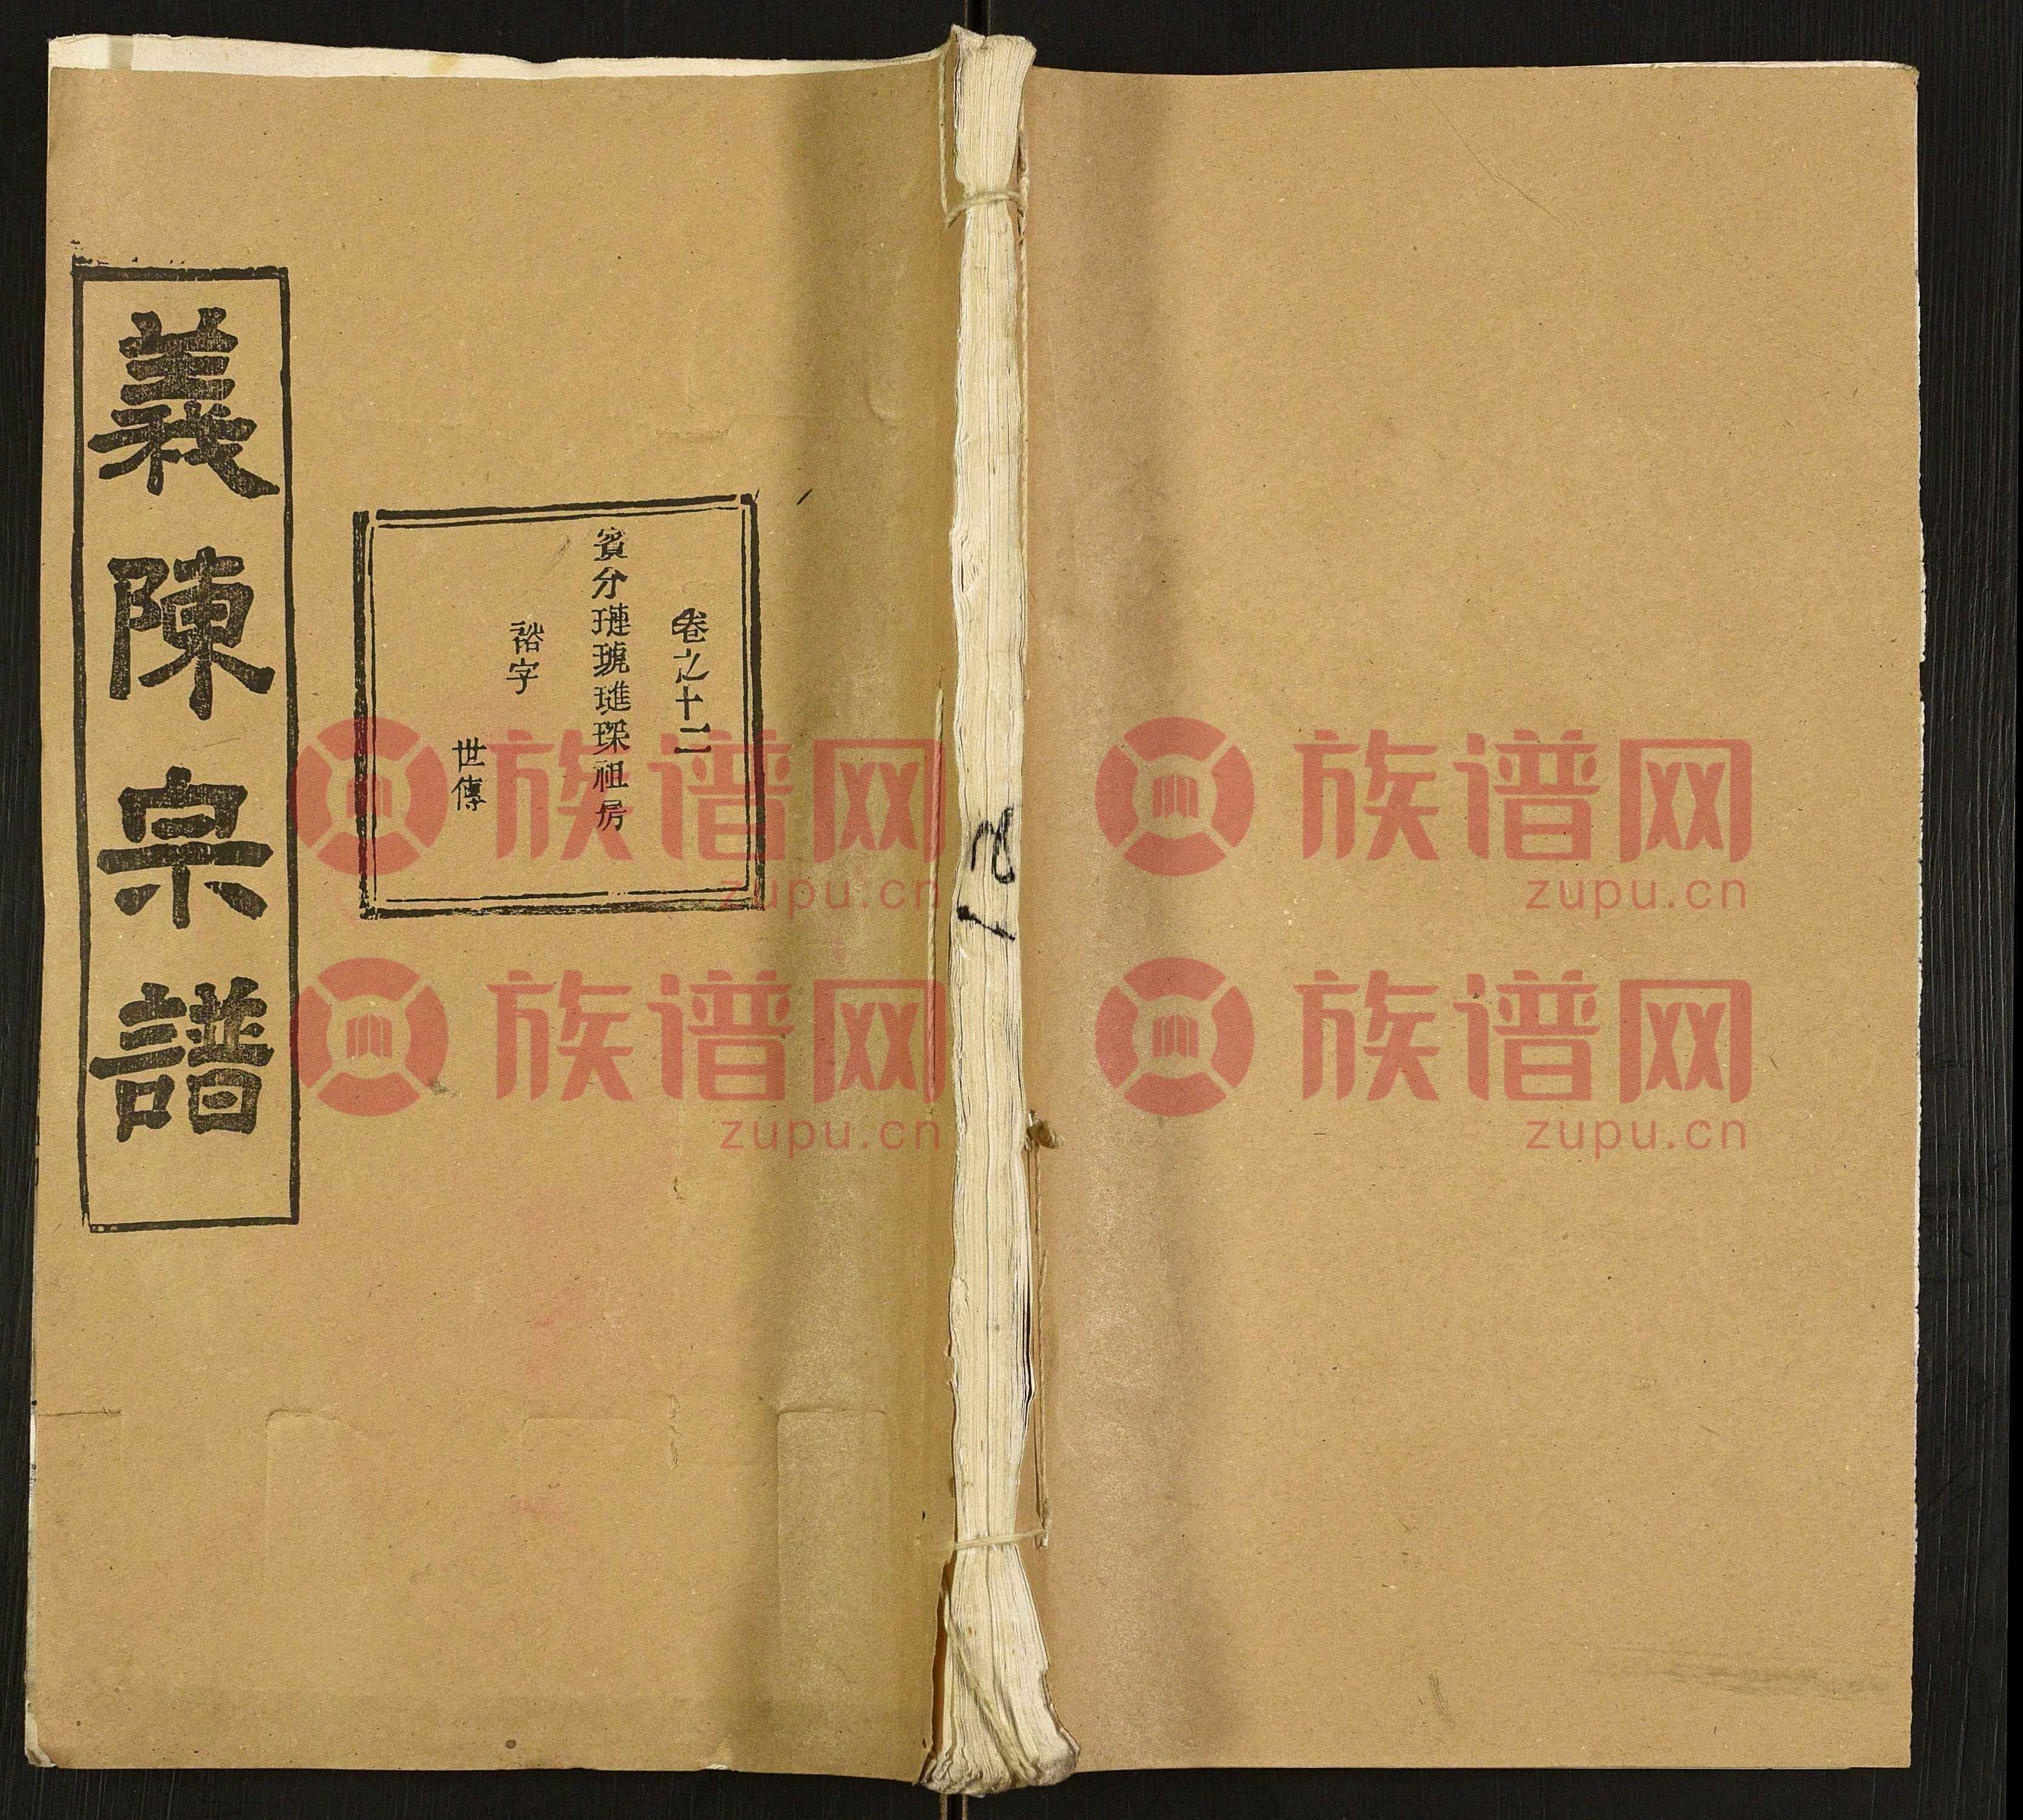 義陳宗譜
卷之十二
賓分璉琥璡琛祖房
裕字
世傳
族谱网
zupu.cn
族谱网
zupu.cn
族谱网
zupu.cn
族谱网
zupu.cn